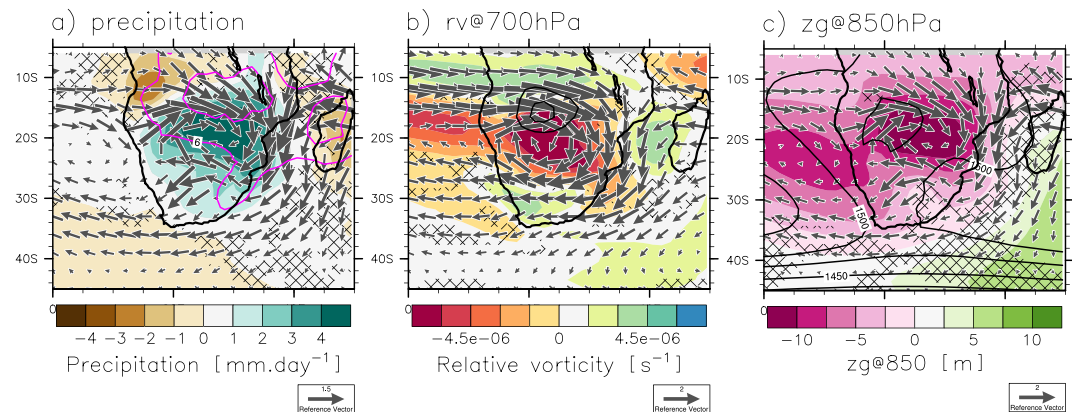 a) precipitation
b) rv@700hPa
c) zg@850hPa
10S
20S
30S
40S
6
10S
20S
30S
40S
10S
20S
30S
40S
1500
1500
1450
0
0
0
−4 −3 −2 −1 0 1 2 3 4
−4.5e−06 0 4.5e−06
−10 −5 0 5 10
Precipitation [mm.day⁻¹]
Relative vorticity [s⁻¹]
zg@850 [m]
1.5
Reference Vector
2
Reference Vector
2
Reference Vector